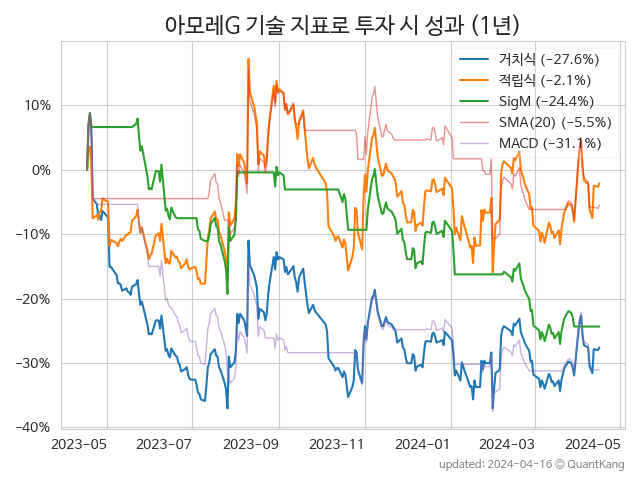 아모레G 기술 지표로 투자 시 성과 (1년)
거치식 (−27.6%)
적립식 (−2.1%)
SigM (−24.4%)
SMA(20) (−5.5%)
MACD (−31.1%)
10%
0%
−10%
−20%
−30%
−40%
2023-05 2023-07 2023-09 2023-11 2024-01 2024-03 2024-05
updated: 2024-04-16 © QuantKang